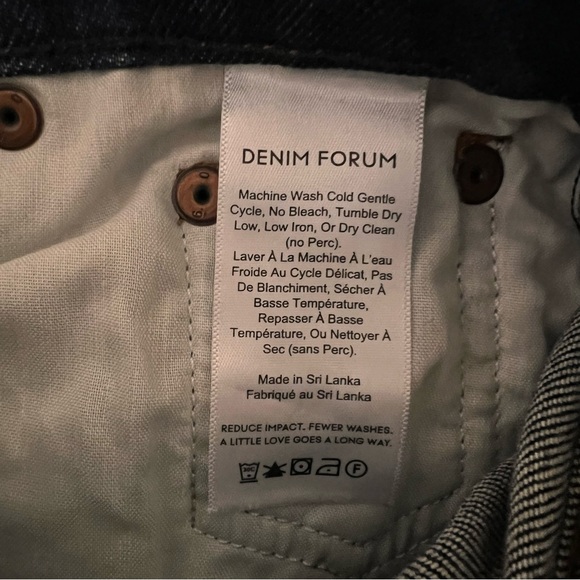 DENIM FORUM
Machine Wash Cold Gentle
Cycle, No Bleach, Tumble Dry
Low, Low Iron, Or Dry Clean
(no Perc).
Laver À La Machine À L'eau
Froide Au Cycle Délicat, Pas
De Blanchiment, Sécher À
Basse Température,
Repasser À Basse
Température, Ou Nettoyer À
Sec (sans Perc).
Made in Sri Lanka
Fabriqué au Sri Lanka
REDUCE IMPACT. FEWER WASHES.
A LITTLE LOVE GOES A LONG WAY.
F